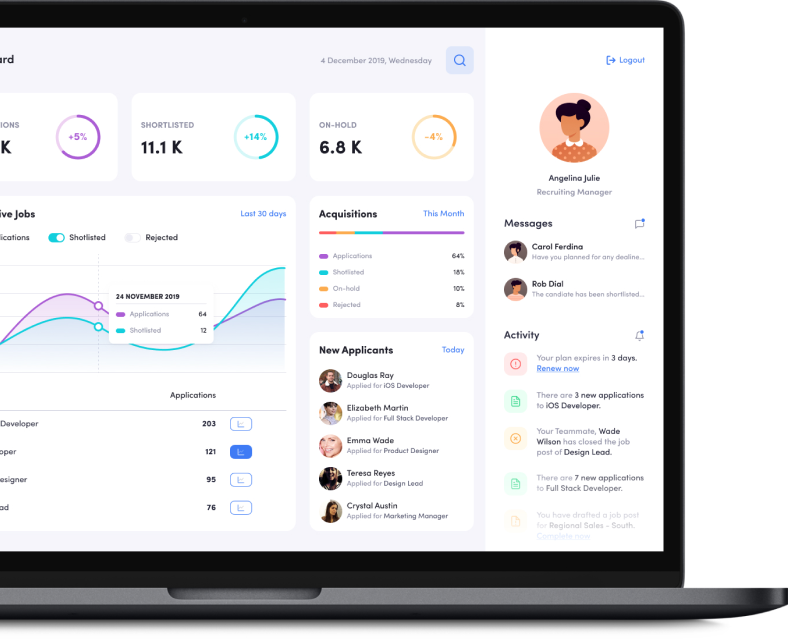 ard
4 December 2019, Wednesday
Logout
IONS
K
+5%
SHORTLISTED
11.1 K
+14%
ON-HOLD
6.8 K
-4%
Angelina Julie
Recruiting Manager
ive Jobs
Last 30 days
lications
Shotlisted
Rejected
24 NOVEMBER 2019
Applications 64
Shotlisted 12
Applications
Developer 203
oper 121
esigner 95
ad 76
Acquisitions
This Month
Applications 64%
Shotlisted 18%
On-hold 10%
Rejected 8%
New Applicants
Today
Douglas Ray
Applied for iOS Developer
Elizabeth Martin
Applied for Full Stack Developer
Emma Wade
Applied for Product Designer
Teresa Reyes
Applied for Design Lead
Crystal Austin
Applied for Marketing Manager
Messages
Carol Ferdina
Have you planned for any dedline...
Rob Dial
The candiate has been shortlisted...
Activity
Your plan expires in 3 days.
Renew now
There are 3 new applications
to iOS Developer.
Your Teammate, Wade
Wilson has closed the job
post of Design Lead.
There are 7 new applications
to Full Stack Developer.
You have drafted a job post
for Regional Sales - South.
Complete now